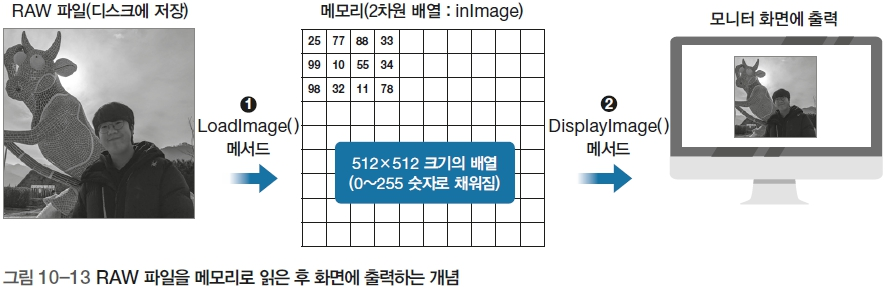 RAW 파일(디스크에 저장)
메모리(2차원 배열 : inImage)
모니터 화면에 출력
25 77 88 33
99 10 55 34
98 32 11 78
❶
LoadImage()
메서드
512×512 크기의 배열
(0~255 숫자로 채워짐)
❷
DisplayImage()
메서드
그림 10-13 RAW 파일을 메모리로 읽은 후 화면에 출력하는 개념